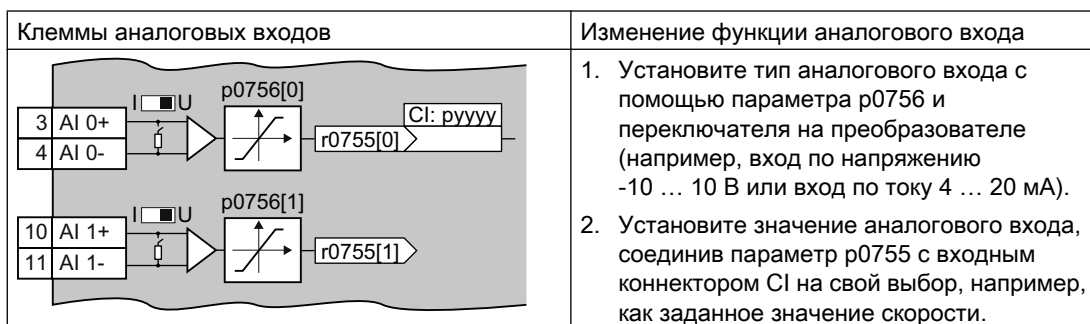 Клеммы аналоговых входов
Изменение функции аналогового входа
I U
p0756[0]
3 AI 0+
4 AI 0-
r0755[0]
CI: pyyyy
I U
p0756[1]
10 AI 1+
11 AI 1-
r0755[1]
1. Установите тип аналогового входа с
помощью параметра p0756 и
переключателя на преобразователе
(например, вход по напряжению
-10 … 10 В или вход по току 4 … 20 мА).
2. Установите значение аналогового входа,
соединив параметр p0755 с входным
коннектором CI на свой выбор, например,
как заданное значение скорости.